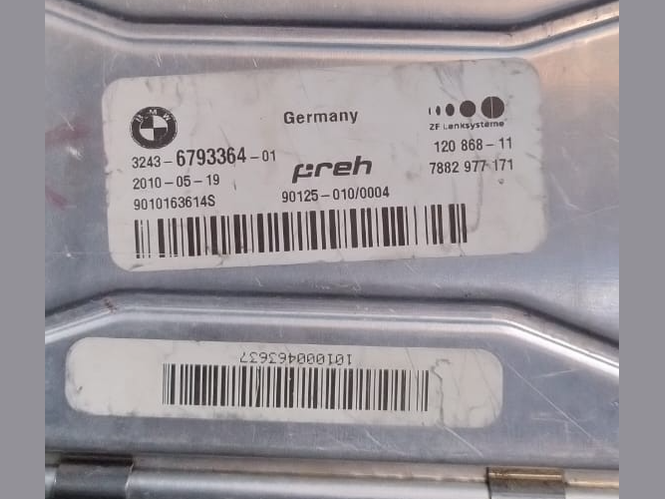 BMW
Germany
ZF Lenksysteme
3243-6793364-01
preh
120 868-11
2010-05-19
7882 977 171
9010163614S
90125-010/0004
101000463637